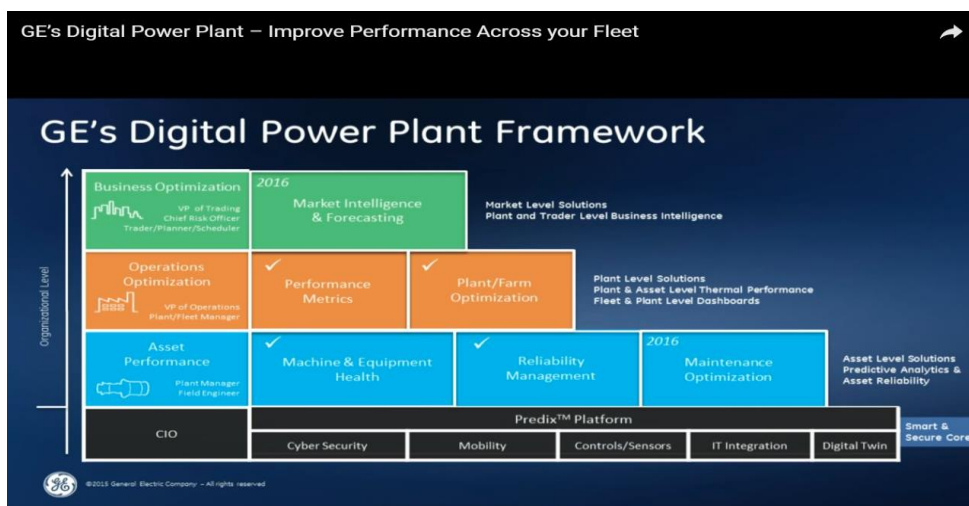 GE's Digital Power Plant – Improve Performance Across your Fleet
GE's Digital Power Plant Framework
Organizational Level
Business Optimization
VP of Trading
Chief Risk Officer
Trader/Planner/Scheduler
2016
Market Intelligence
& Forecasting
Market Level Solutions
Plant and Trader Level Business Intelligence
Operations
Optimization
VP of Operations
Plant/Fleet Manager
✓
Performance
Metrics
✓
Plant/Farm
Optimization
Plant Level Solutions
Plant & Asset Level Thermal Performance
Fleet & Plant Level Dashboards
Asset
Performance
Plant Manager
Field Engineer
✓
Machine & Equipment
Health
✓
Reliability
Management
2016
Maintenance
Optimization
Asset Level Solutions
Predictive Analytics &
Asset Reliability
CIO
Predix™ Platform
Cyber Security
Mobility
Controls/Sensors
IT Integration
Digital Twin
Smart &
Secure Core
GE
©2015 General Electric Company – All rights reserved